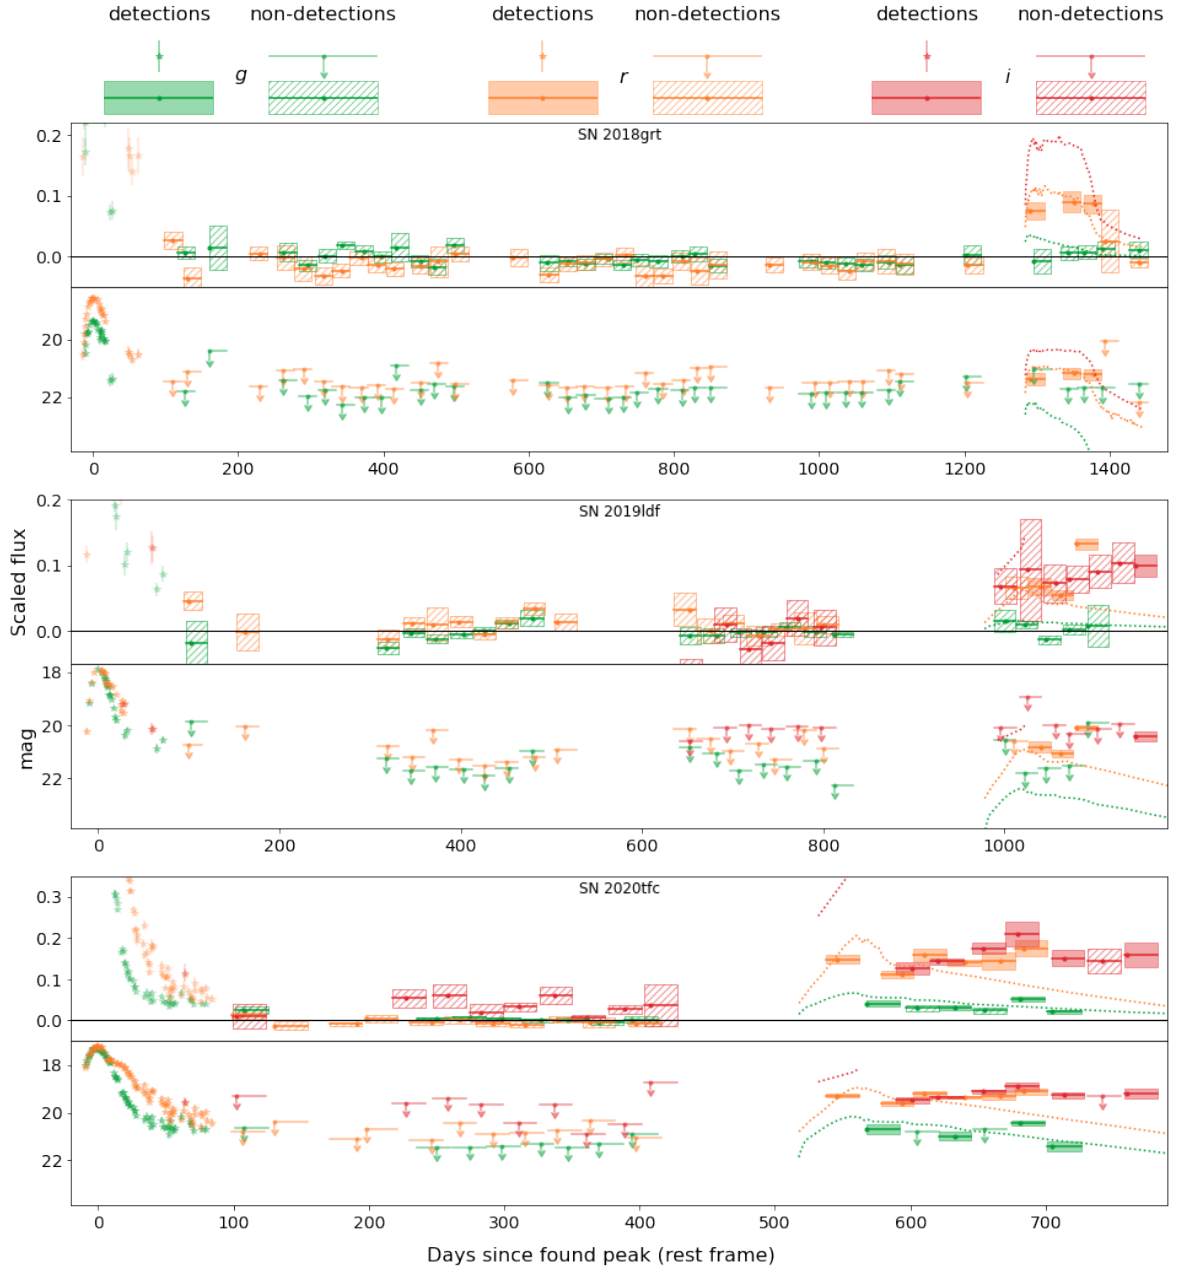 detections non-detections detections non-detections detections non-detections
g r i
SN 2018grt
0.2
0.1
0.0
20
22
0 200 400 600 800 1000 1200 1400
SN 2019ldf
0.2
0.1
0.0
18
20
22
0 200 400 600 800 1000
SN 2020tfc
0.3
0.2
0.1
0.0
18
20
22
0 100 200 300 400 500 600 700
Scaled flux
mag
Days since found peak (rest frame)